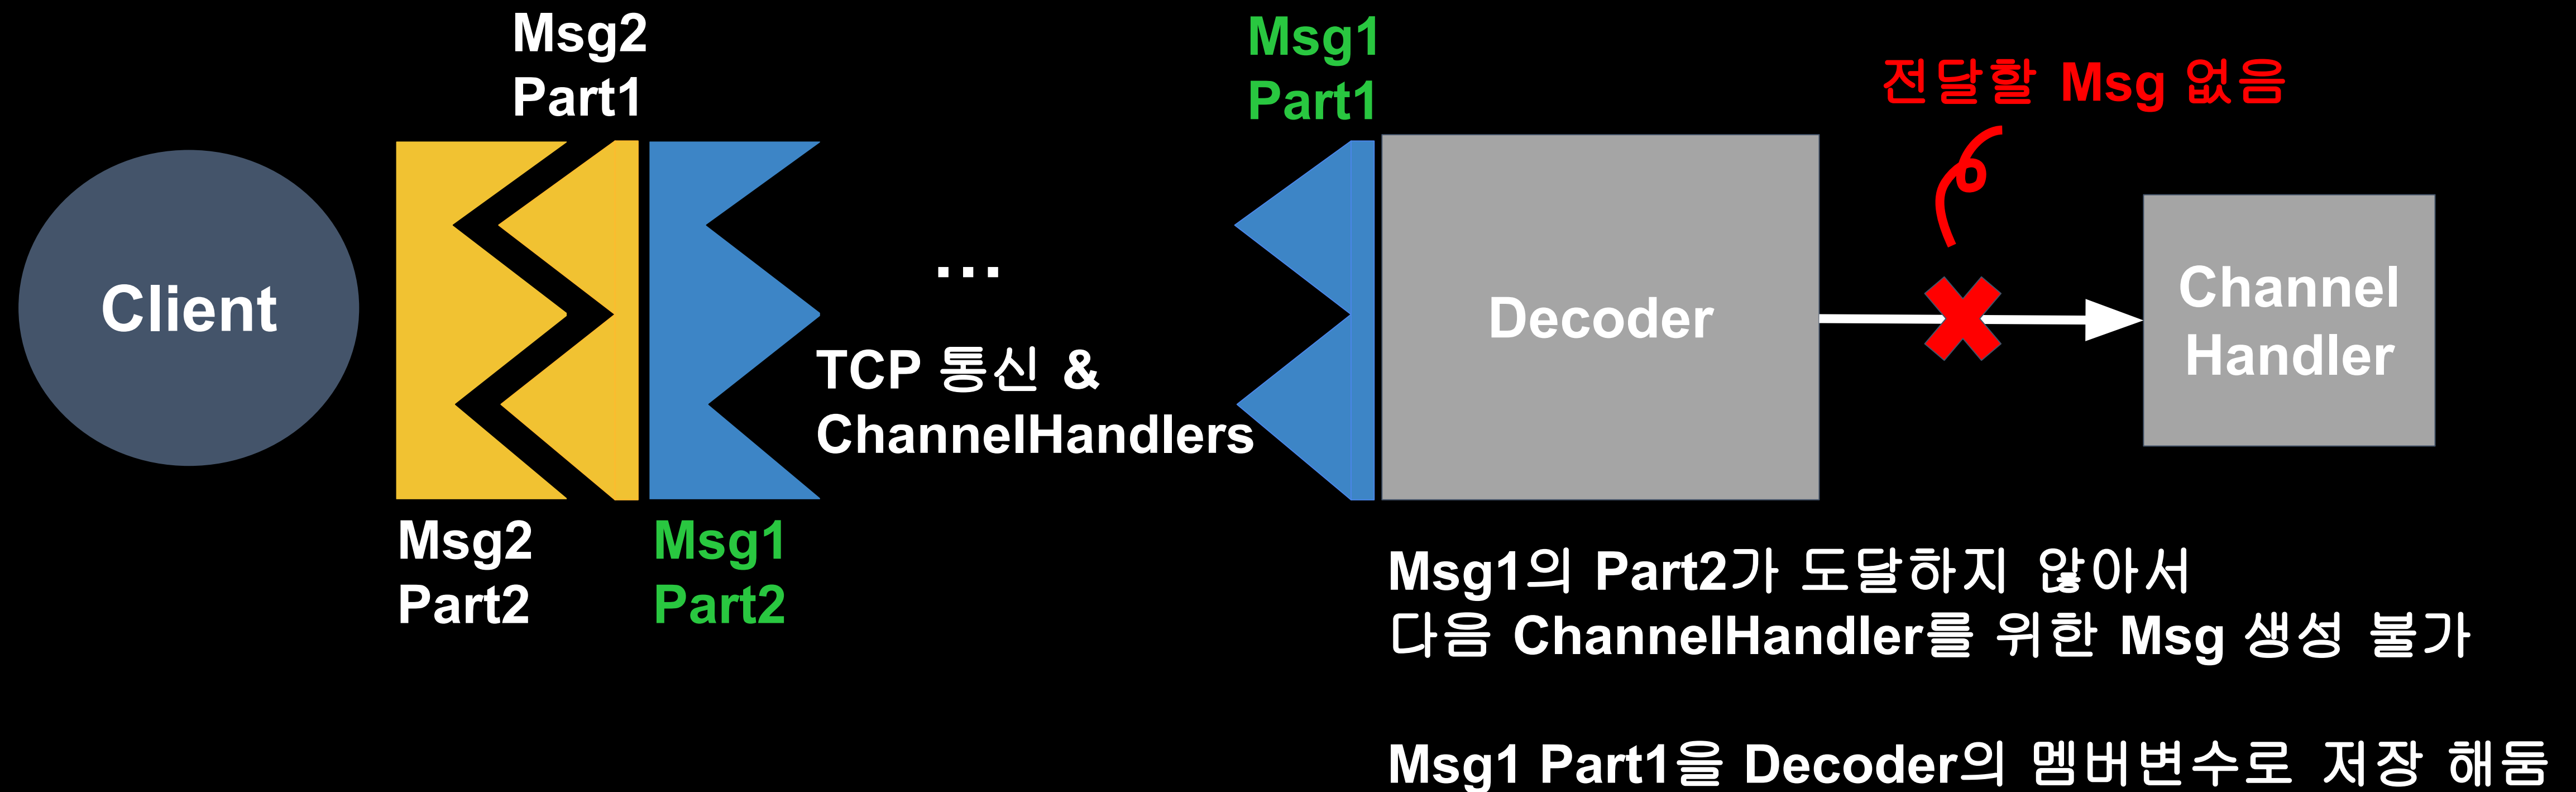 Msg2
Part1
Msg1
Part1
전달할 Msg 없음
Client
...
TCP 통신 &
ChannelHandlers
Decoder
Channel
Handler
Msg2
Part2
Msg1
Part2
Msg1의 Part2가 도달하지 않아서
다음 ChannelHandler를 위한 Msg 생성 불가
Msg1 Part1을 Decoder의 멤버변수로 저장 해둠